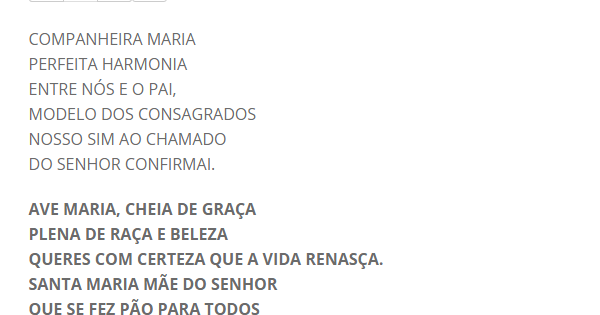 COMPANHEIRA MARIA
PERFEITA HARMONIA
ENTRE NÓS E O PAI,
MODELO DOS CONSAGRADOS
NOSSO SIM AO CHAMADO
DO SENHOR CONFIRMAI.
AVE MARIA, CHEIA DE GRAÇA
PLENA DE RAÇA E BELEZA
QUERES COM CERTEZA QUE A VIDA RENASÇA.
SANTA MARIA MÃE DO SENHOR
QUE SE FEZ PÃO PARA TODOS